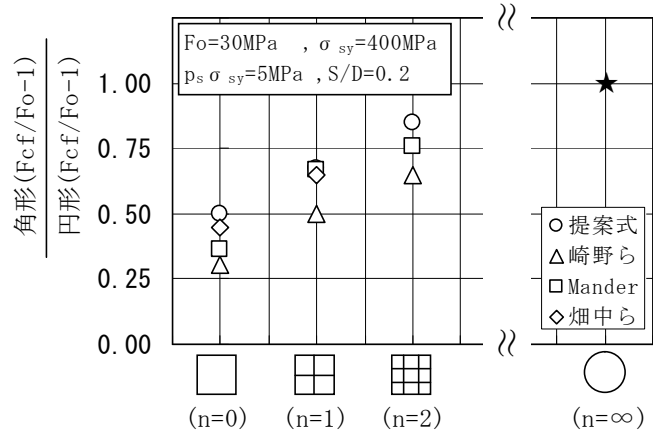 Fo=30MPa , σsy=400MPa
psσsy=5MPa , S/D=0.2
角形(Fcf/Fo-1)
円形(Fcf/Fo-1)
1.00
0.75
0.50
0.25
0.00
提案式
崎野ら
Mander
畑中ら
(n=0) (n=1) (n=2) (n=∞)